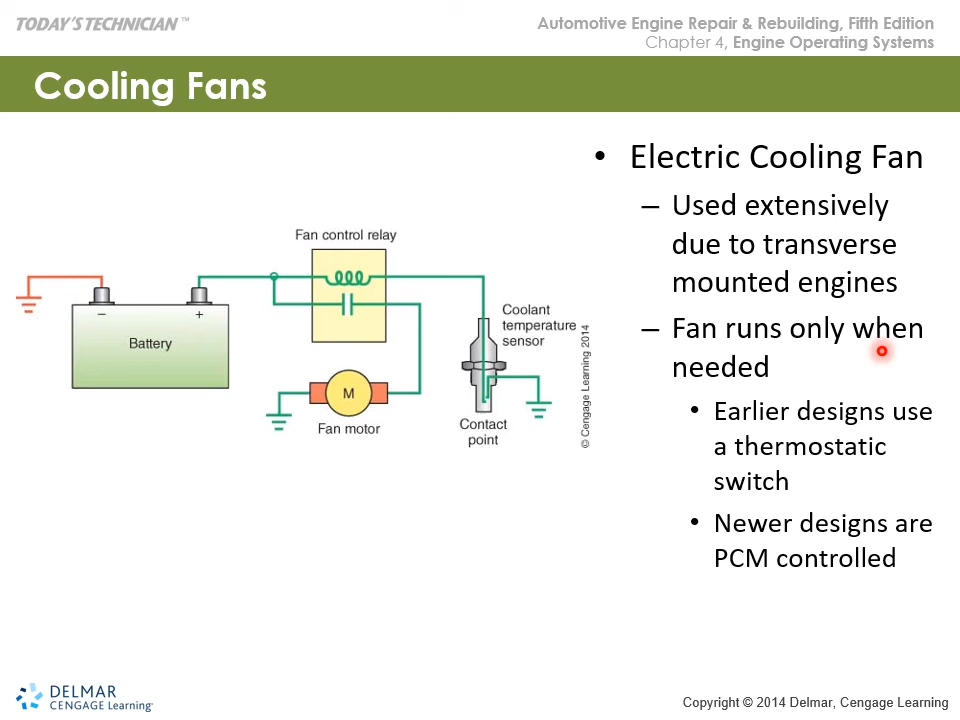 TODAY'S TECHNICIAN ™
Automotive Engine Repair & Rebuilding, Fifth Edition
Chapter 4, Engine Operating Systems
Cooling Fans
• Electric Cooling Fan
– Used extensively
due to transverse
mounted engines
– Fan runs only when
needed
• Earlier designs use
a thermostatic
switch
• Newer designs are
PCM controlled
Fan control relay
− +
Battery
M
Fan motor
Coolant
temperature
sensor
Contact
point
© Cengage Learning 2014
DELMAR
CENGAGE Learning
Copyright © 2014 Delmar, Cengage Learning